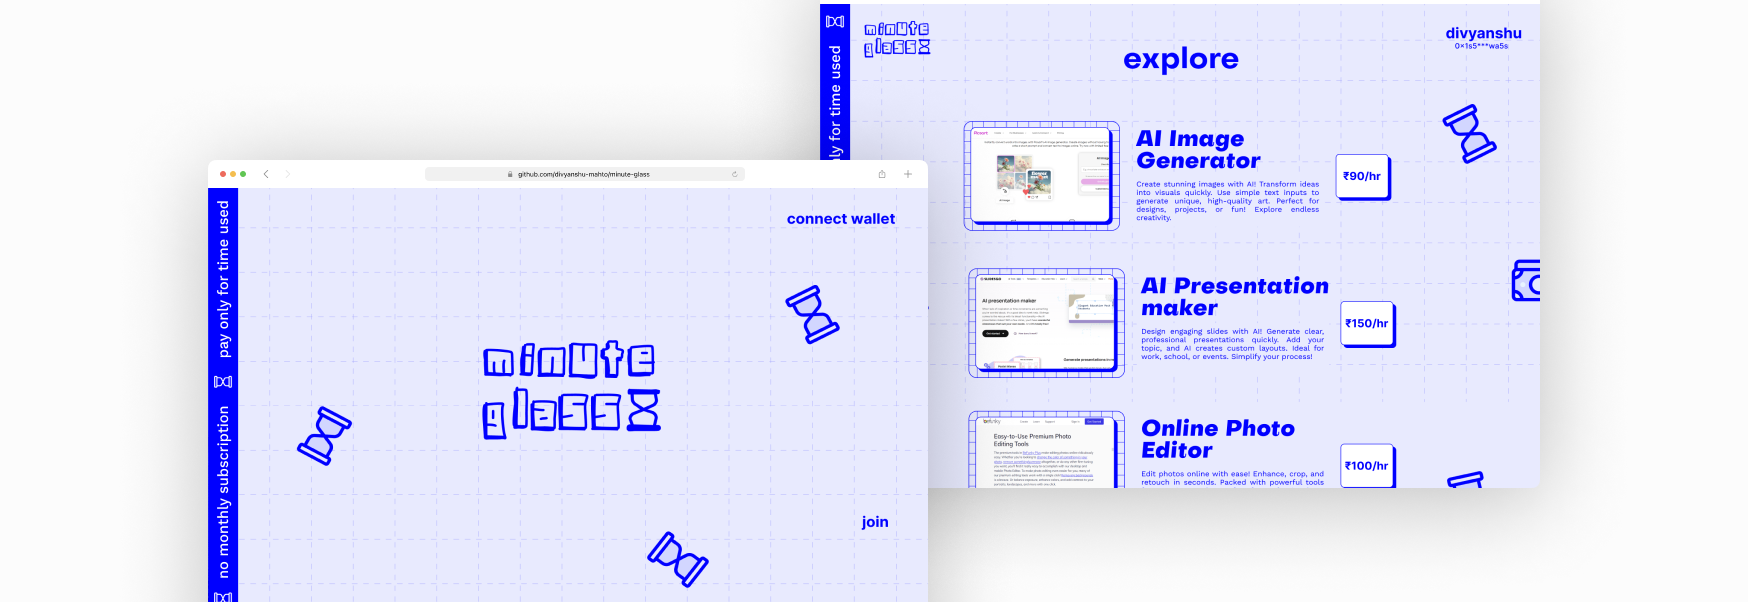 github.com/divyanshu-mahto/minute-glass
pay only for time used
no monthly subscription
connect wallet
minute
glass
join
only for time used
minute
glass
explore
divyanshu
0x1s5***wa5s
AI Image
Generator
Create stunning images with AI! Transform ideas
into visuals quickly. Use simple text inputs to
generate unique, high-quality art. Perfect for
designs, projects, or fun! Explore endless
creativity.
₹90/hr
AI presentation maker
AI Presentation
maker
Design engaging slides with AI! Generate clear,
professional presentations quickly. Add your
topic, and AI creates custom layouts. Ideal for
work, school, or events. Simplify your process!
₹150/hr
Easy-to-Use Premium Photo
Editing Tools
Online Photo
Editor
Edit photos online with ease! Enhance, crop, and
retouch in seconds. Packed with powerful tools
₹100/hr